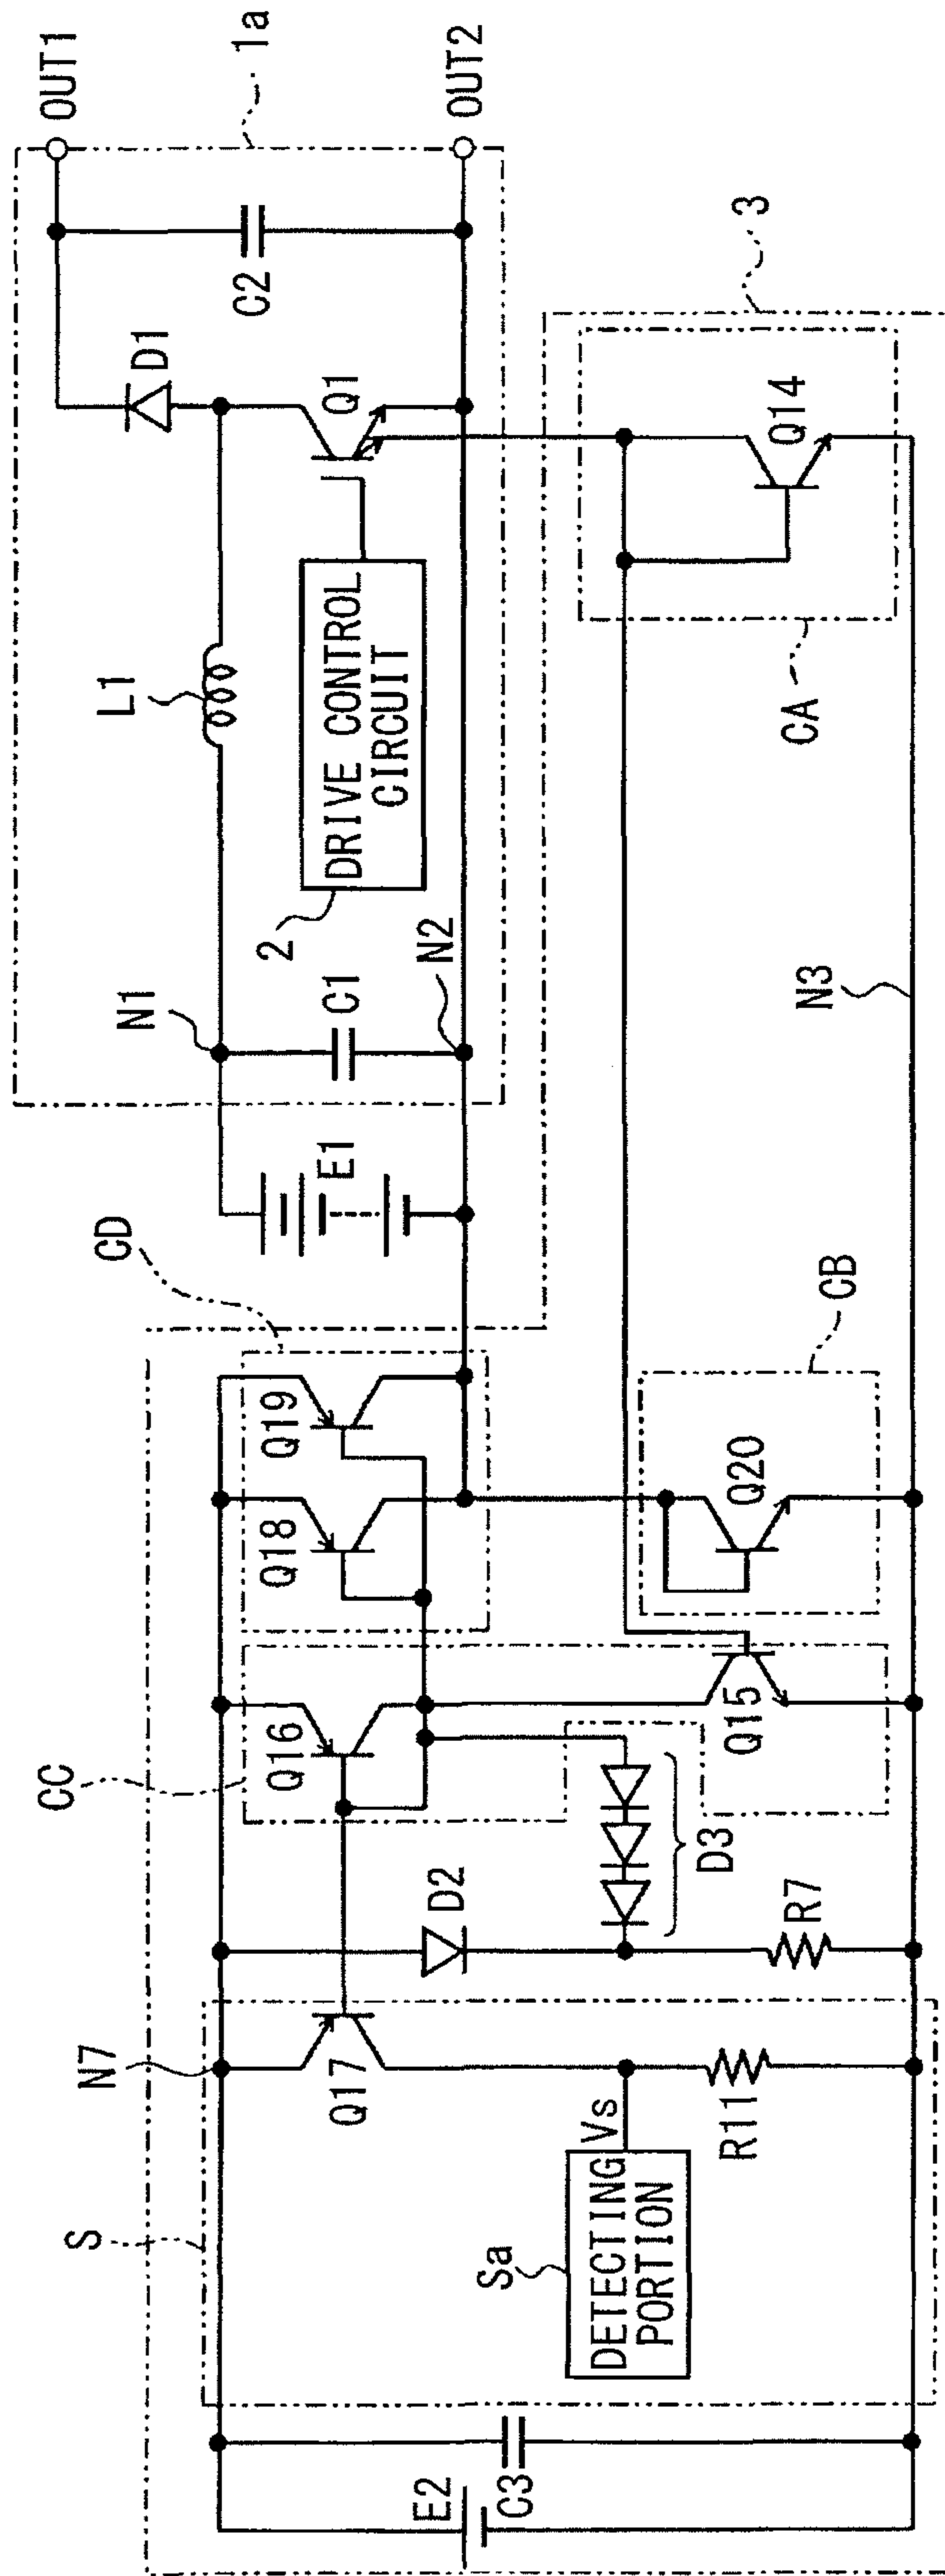 OUT1
1a
OUT2
C2
D1
Q1
L1
DRIVE CONTROL
CIRCUIT
2
N1
C1
N2
E1
3
Q14
CA
N3
CD
Q19
Q18
CB
Q20
Q16
CC
Q15
D3
D2
R7
N7
Q17
Vs
R11
S
Sa
DETECTING
PORTION
E2
C3